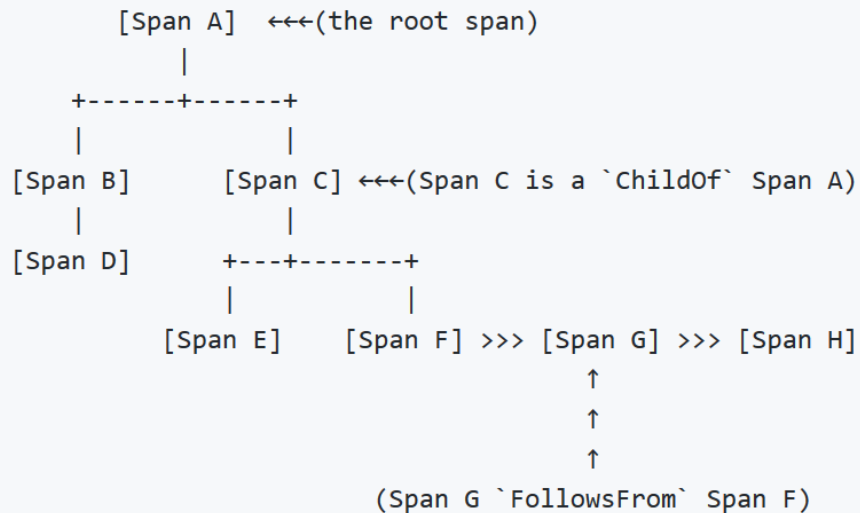 [Span A]  ←←←(the root span)
|
+------+------+
|             |
[Span B]      [Span C] ←←←(Span C is a `ChildOf` Span A)
|             |
[Span D]      +---+-------+
|           |
[Span E]    [Span F] >>> [Span G] >>> [Span H]
↑
↑
↑
(Span G `FollowsFrom` Span F)